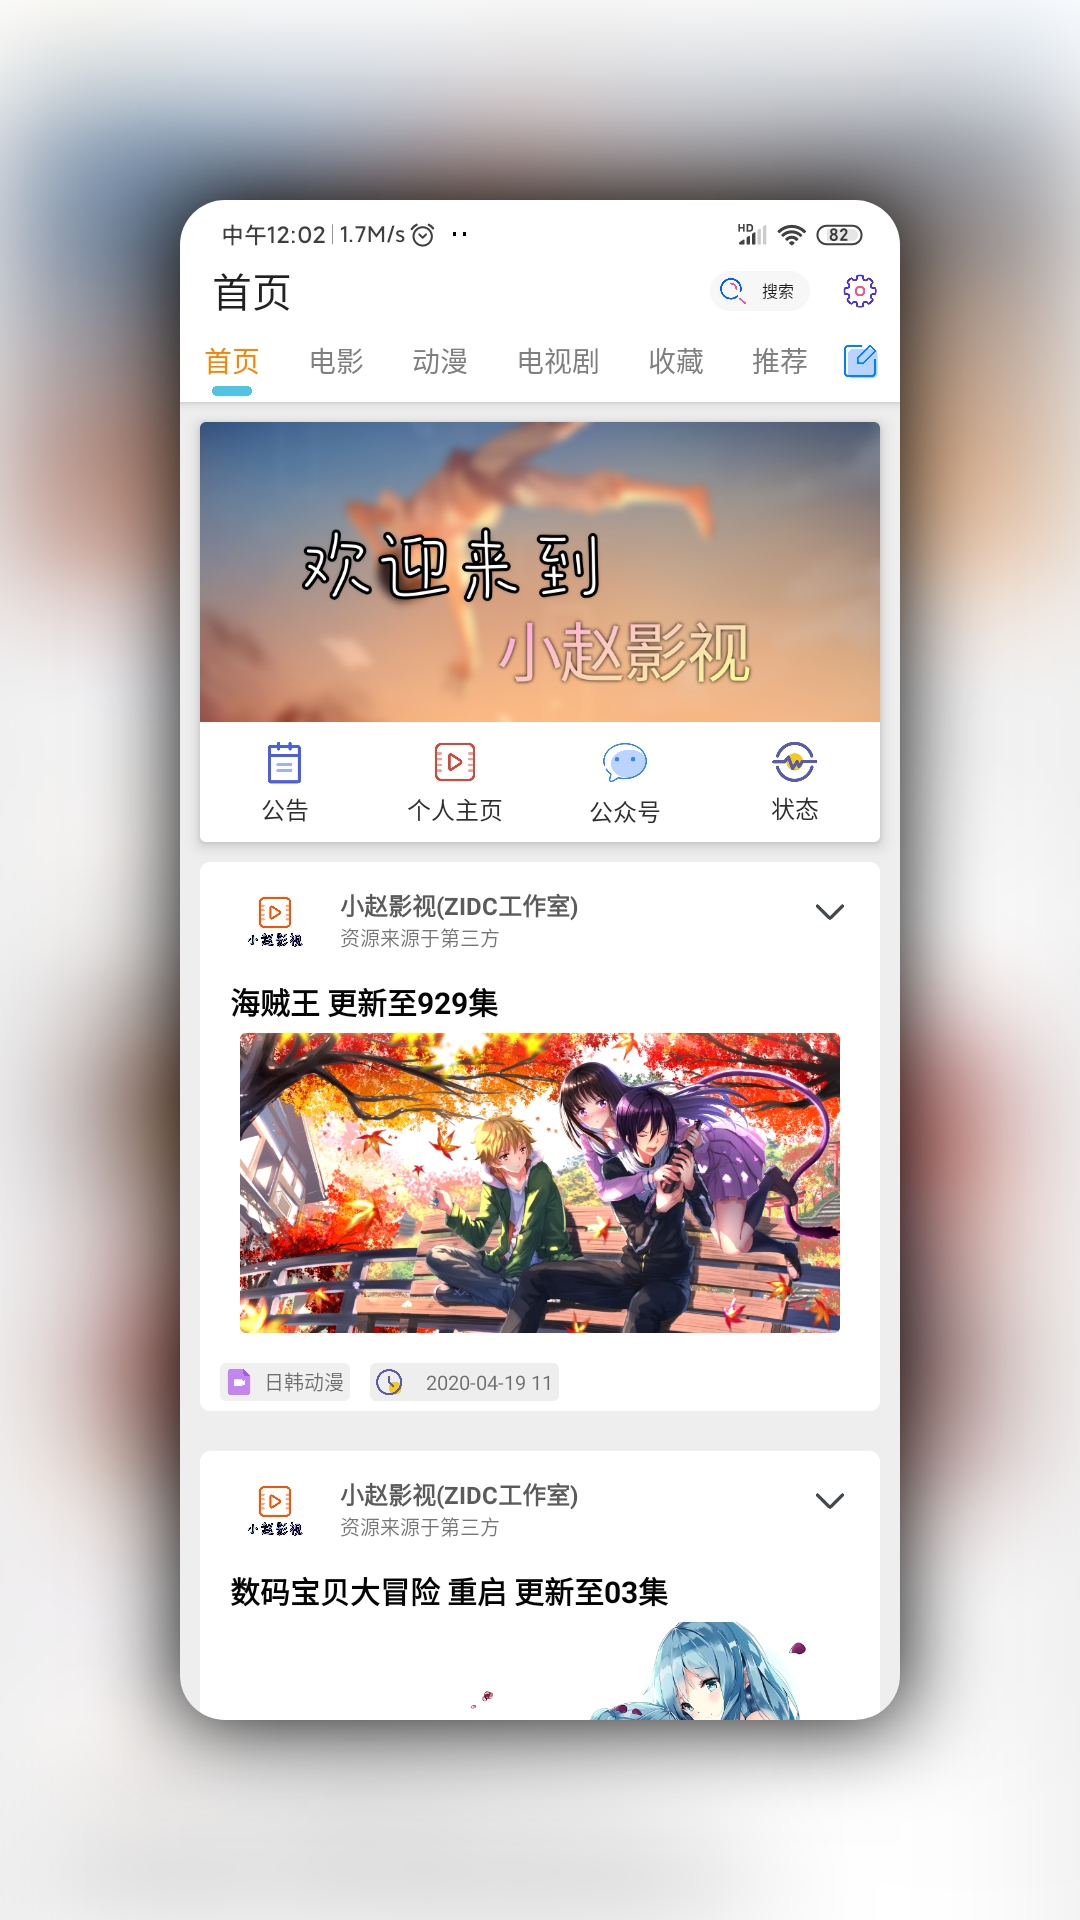 中午12:02 1.7M/s HD 82
首页 搜索
首页 电影 动漫 电视剧 收藏 推荐
欢迎来到
小赵影视
公告 个人主页 公众号 状态
小赵影视(ZIDC工作室)
资源来源于第三方
小赵影视
海贼王 更新至929集
日韩动漫 2020-04-19 11
小赵影视(ZIDC工作室)
资源来源于第三方
小赵影视
数码宝贝大冒险 重启 更新至03集